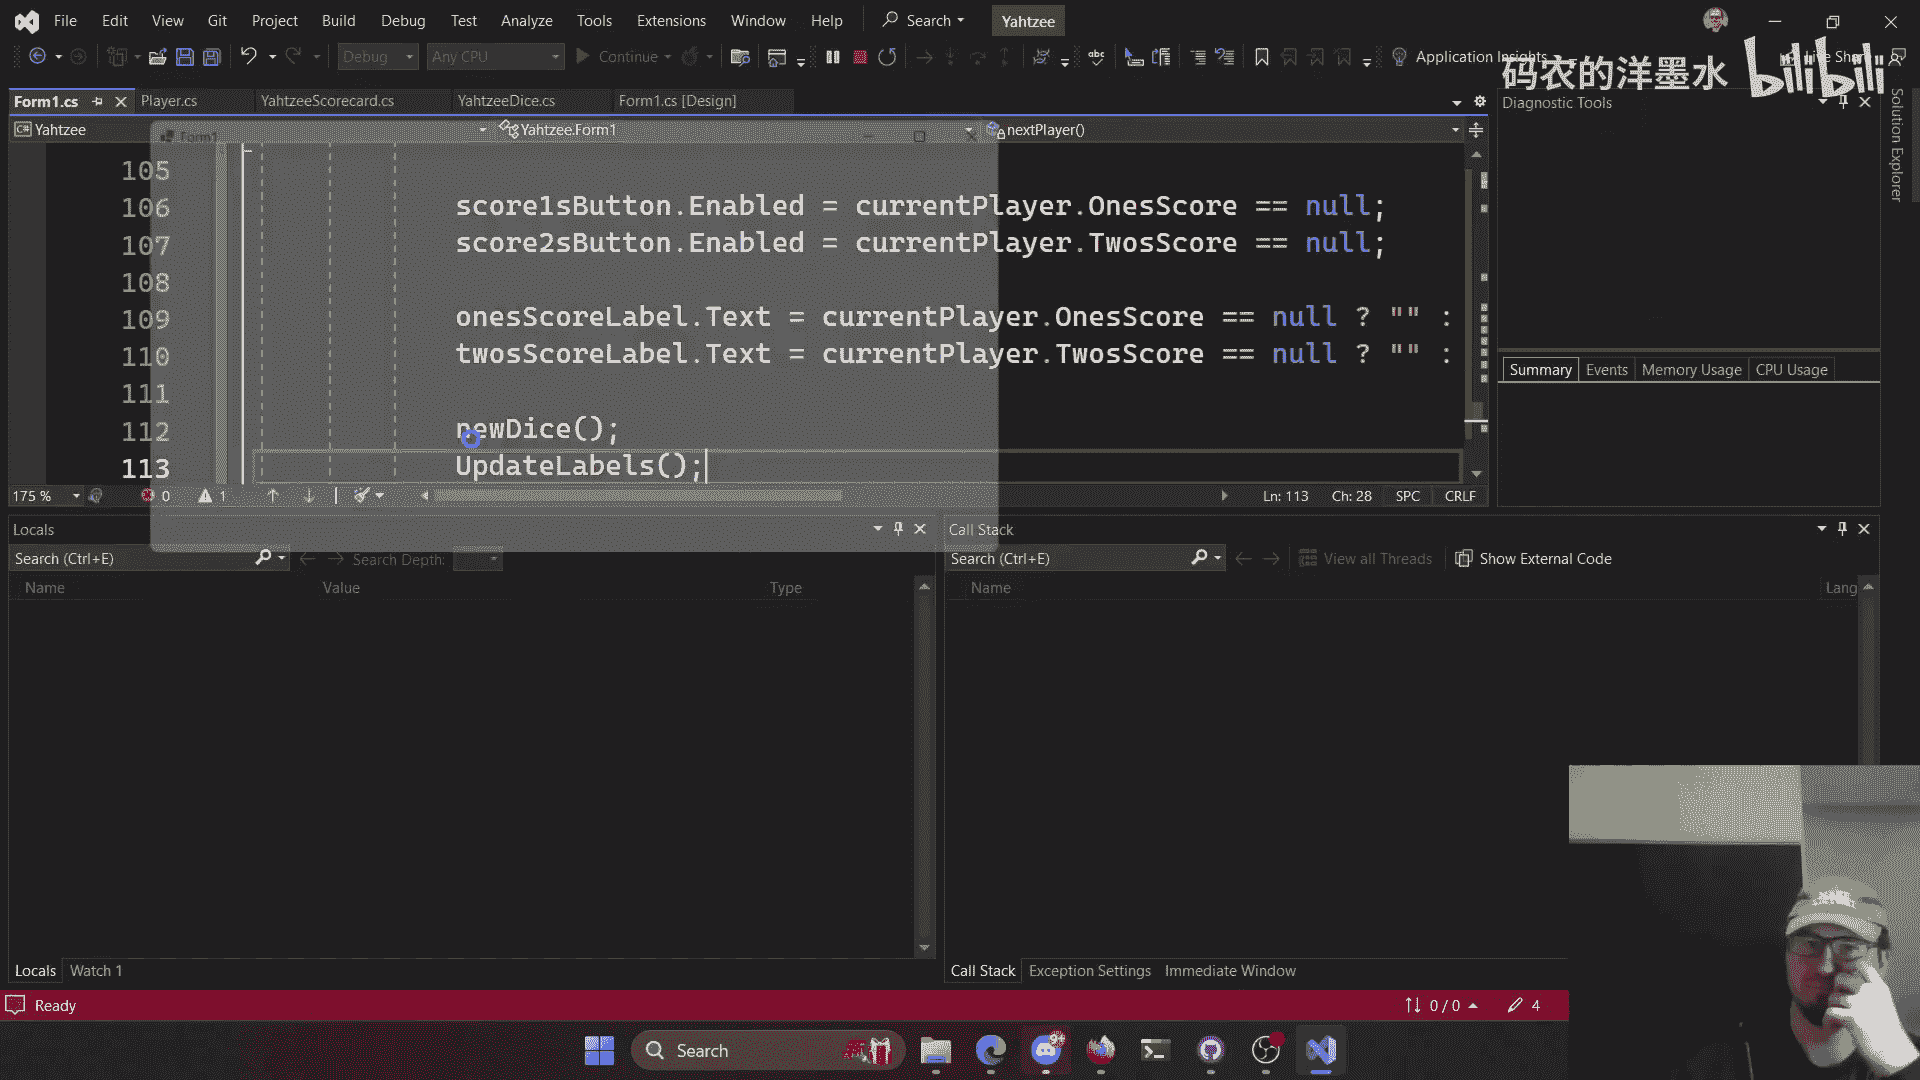 File Edit View Git Project Build Debug Test Analyze Tools Extensions Window Help Search Yahtzee
Debug Any CPU Continue Application Insights
码农的洋墨水 bilibili
Form1.cs Player.cs YahtzeeScorecard.cs YahtzeeDice.cs Form1.cs [Design]
Diagnostic Tools
Solution Explorer
C# Yahtzee Yahtzee.Form1 nextPlayer()
Form1
105
106 score1sButton.Enabled = currentPlayer.OnesScore == null;
107 score2sButton.Enabled = currentPlayer.TwosScore == null;
108
109 onesScoreLabel.Text = currentPlayer.OnesScore == null ? "" :
110 twosScoreLabel.Text = currentPlayer.TwosScore == null ? "" :
111
112 newDice();
113 UpdateLabels();
Summary Events Memory Usage CPU Usage
175 % 0 1 Ln: 113 Ch: 28 SPC CRLF
Locals
Search (Ctrl+E) Search Depth:
Name Value Type
Call Stack
Search (Ctrl+E) View all Threads Show External Code
Name Lang
Locals Watch 1
Call Stack Exception Settings Immediate Window
Ready 0 / 0 4
Search
9+